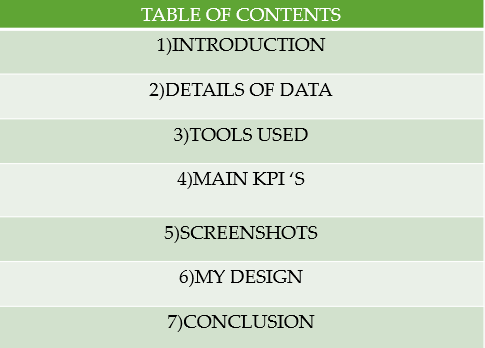 TABLE OF CONTENTS
1)INTRODUCTION
2)DETAILS OF DATA
3)TOOLS USED
4)MAIN KPI ‘S
5)SCREENSHOTS
6)MY DESIGN
7)CONCLUSION